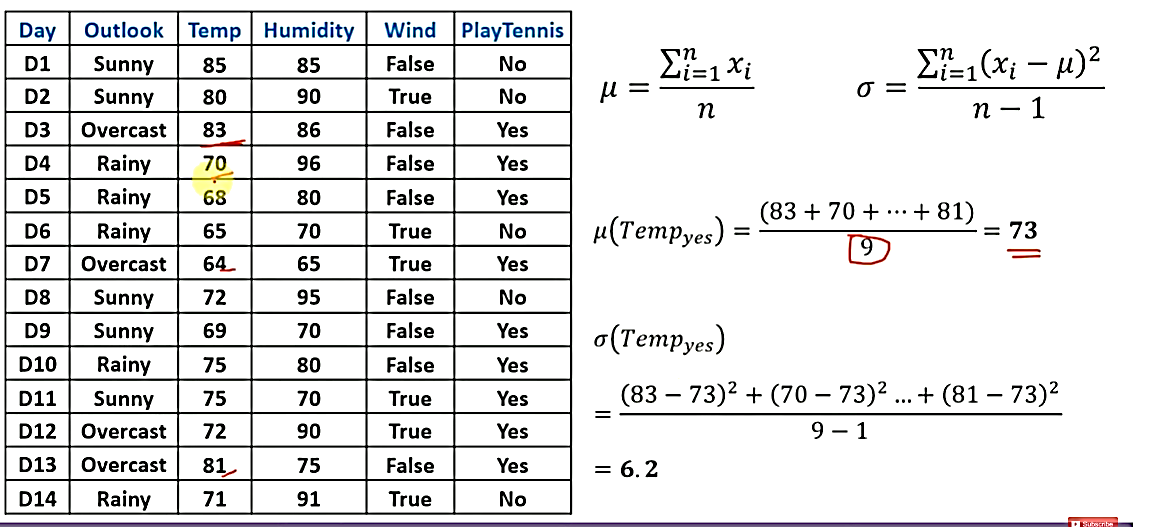 Day Outlook Temp Humidity Wind PlayTennis
D1 Sunny 85 85 False No
D2 Sunny 80 90 True No
D3 Overcast 83 86 False Yes
D4 Rainy 70 96 False Yes
D5 Rainy 68 80 False Yes
D6 Rainy 65 70 True No
D7 Overcast 64 65 True Yes
D8 Sunny 72 95 False No
D9 Sunny 69 70 False Yes
D10 Rainy 75 80 False Yes
D11 Sunny 75 70 True Yes
D12 Overcast 72 90 True Yes
D13 Overcast 81 75 False Yes
D14 Rainy 71 91 True No
μ = ∑ⁿᵢ₌₁ xᵢ / n
σ = ∑ⁿᵢ₌₁(xᵢ − μ)² / n − 1
μ(Tempyes) = (83 + 70 + ⋯ + 81) / 9 = 73
σ(Tempyes)
= (83 − 73)² + (70 − 73)² … + (81 − 73)² / 9 − 1
= 6.2
Subscribe